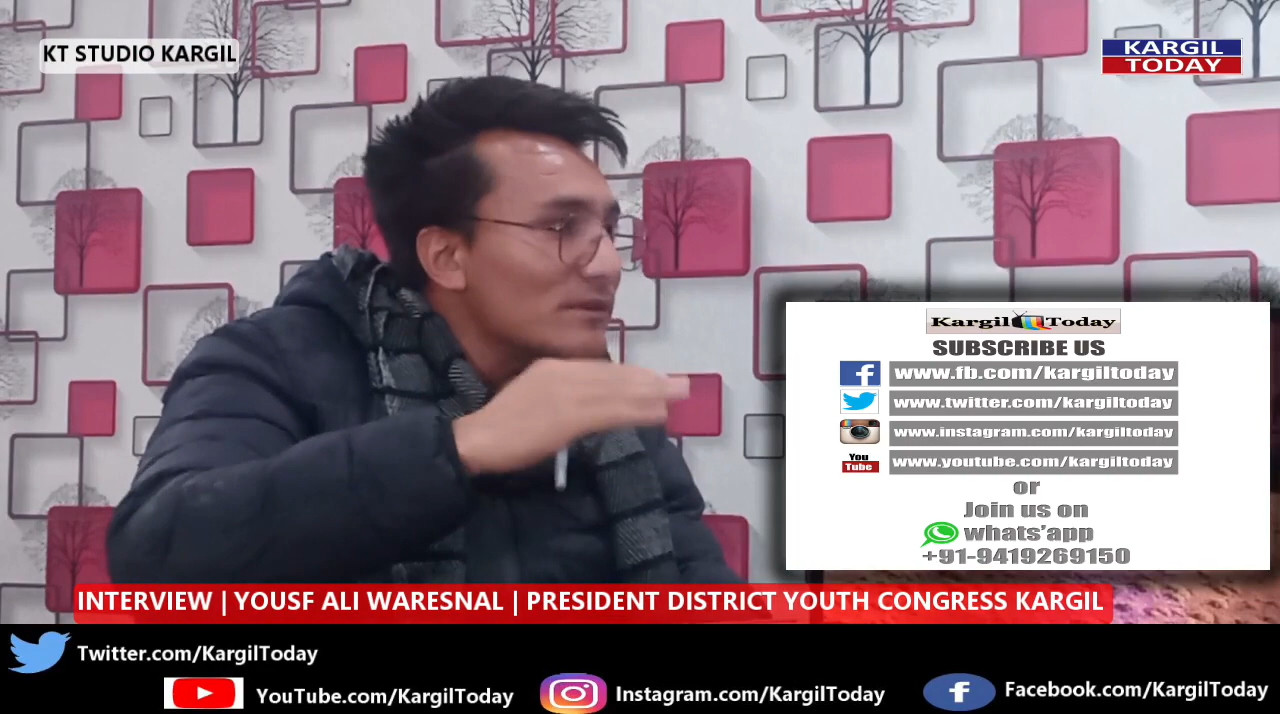 KT STUDIO KARGIL
KARGIL
TODAY
Kargil Today
SUBSCRIBE US
www.fb.com/kargiltoday
www.twitter.com/kargiltoday
www.instagram.com/kargiltoday
You
Tube
www.youtube.com/kargiltoday
or
Join us on
whats'app
+91-9419269150
INTERVIEW | YOUSF ALI WARESNAL | PRESIDENT DISTRICT YOUTH CONGRESS KARGIL
Twitter.com/KargilToday
YouTube.com/KargilToday
Instagram.com/KargilToday
Facebook.com/KargilToday